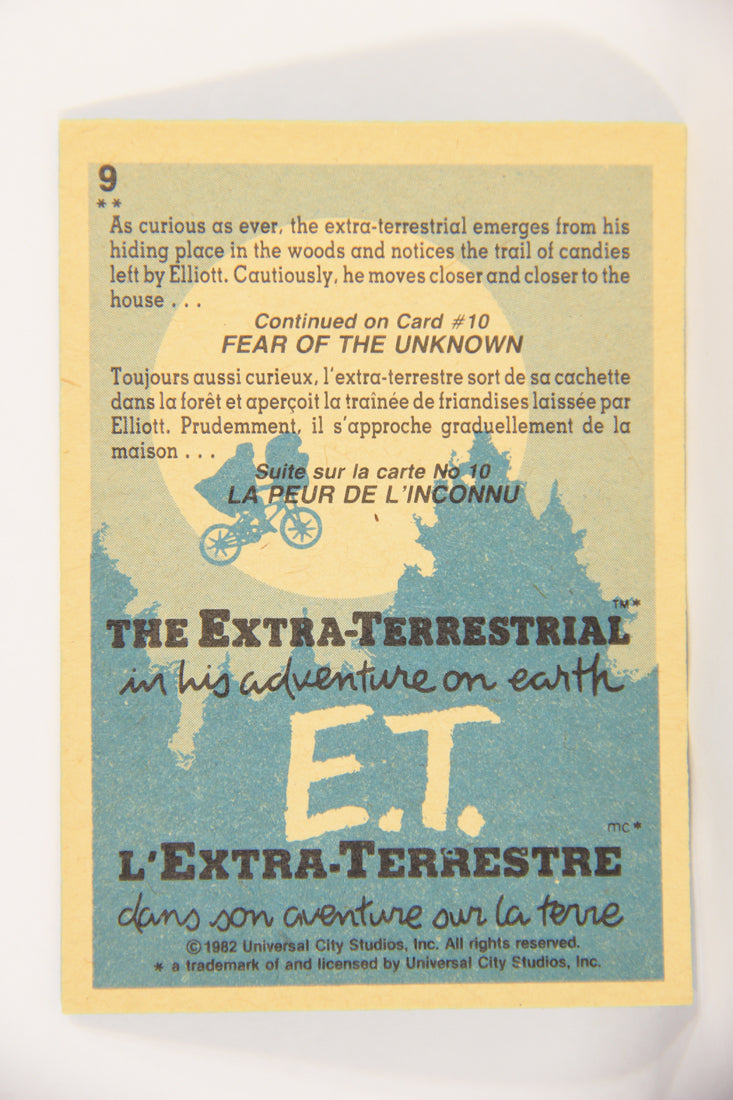 9
**
As curious as ever, the extra-terrestrial emerges from his
hiding place in the woods and notices the trail of candies
left by Elliott. Cautiously, he moves closer and closer to the
house . . .
Continued on Card #10
FEAR OF THE UNKNOWN
Toujours aussi curieux, l'extra-terrestre sort de sa cachette
dans la forêt et aperçoit la traînée de friandises laissée par
Elliott. Prudemment, il s'approche graduellement de la
maison . . .
Suite sur la carte No 10
LA PEUR DE L'INCONNU
TM*
THE EXTRA-TERRESTRIAL
in his adventure on earth
E.T.
mc*
L'EXTRA-TERRESTRE
dans son aventure sur la terre
©1982 Universal City Studios, Inc. All rights reserved.
* a trademark of and licensed by Universal City Studios, Inc.